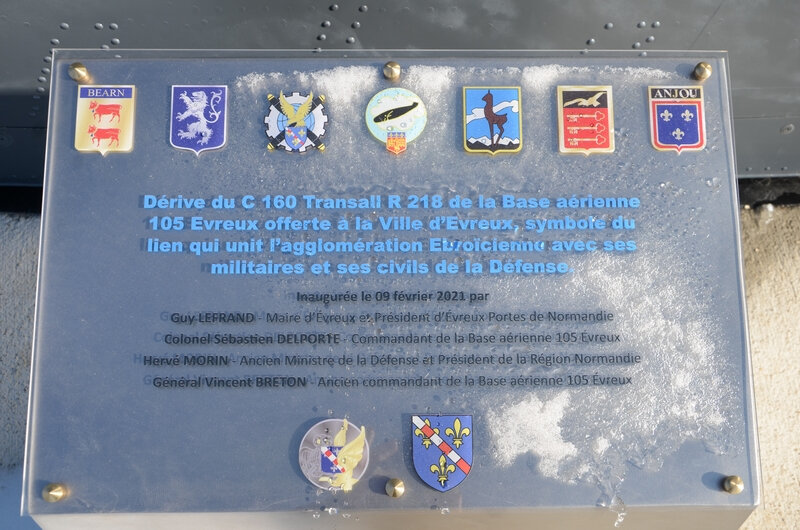 BEARN
ANJOU
Dérive du C 160 Transall R 218 de la Base aérienne
105 Evreux offerte à la Ville d'Evreux, symbole du
lien qui unit l'agglomération Ebroïcienne avec ses
militaires et ses civils de la Défense.
Inaugurée le 09 février 2021 par
Guy LEFRAND - Maire d'Évreux et Président d'Évreux Portes de Normandie
Colonel Sébastien DELPORTE - Commandant de la Base aérienne 105 Évreux
Hervé MORIN - Ancien Ministre de la Défense et Président de la Région Normandie
Général Vincent BRETON - Ancien commandant de la Base aérienne 105 Évreux